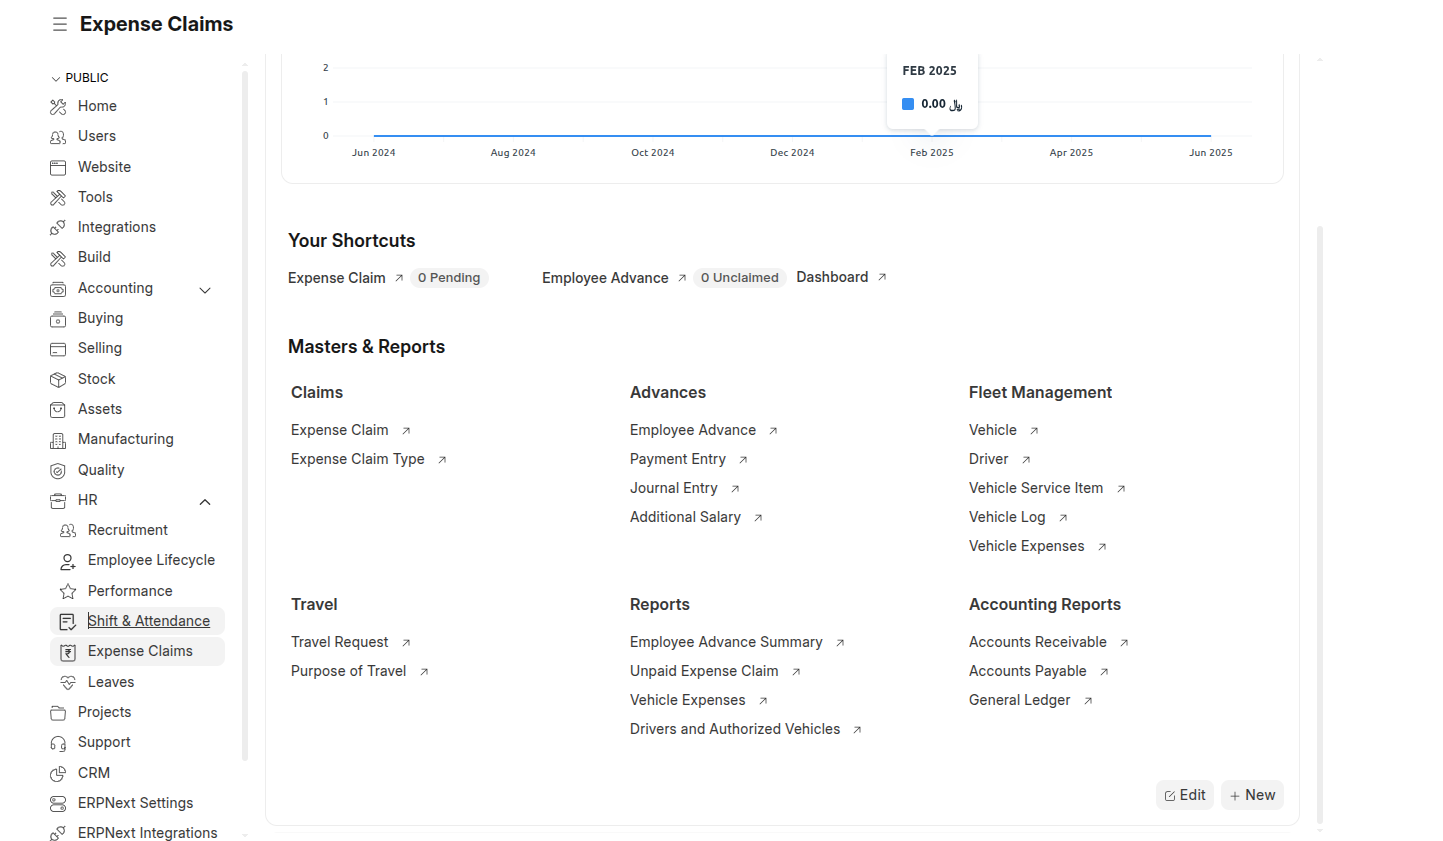 Expense Claims
PUBLIC
Home
Users
Website
Tools
Integrations
Build
Accounting
Buying
Selling
Stock
Assets
Manufacturing
Quality
HR
Recruitment
Employee Lifecycle
Performance
Shift & Attendance
Expense Claims
Leaves
Projects
Support
CRM
ERPNext Settings
ERPNext Integrations
2
1
0
FEB 2025
0.00 ﷼
Jun 2024 Aug 2024 Oct 2024 Dec 2024 Feb 2025 Apr 2025 Jun 2025
Your Shortcuts
Expense Claim 0 Pending Employee Advance 0 Unclaimed Dashboard
Masters & Reports
Claims
Expense Claim
Expense Claim Type
Advances
Employee Advance
Payment Entry
Journal Entry
Additional Salary
Fleet Management
Vehicle
Driver
Vehicle Service Item
Vehicle Log
Vehicle Expenses
Travel
Travel Request
Purpose of Travel
Reports
Employee Advance Summary
Unpaid Expense Claim
Vehicle Expenses
Drivers and Authorized Vehicles
Accounting Reports
Accounts Receivable
Accounts Payable
General Ledger
Edit
+ New